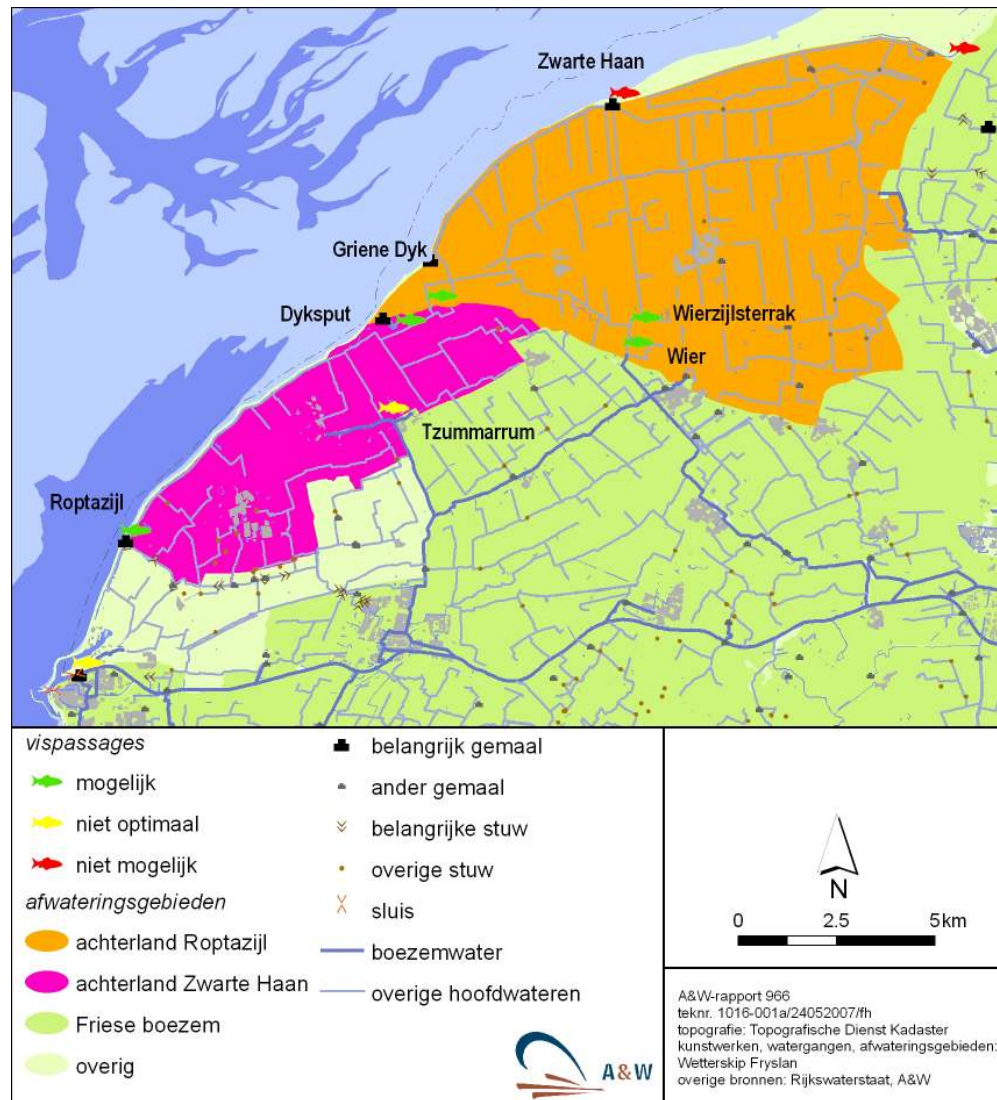 Zwarte Haan
Griene Dyk
Dyksput
Wierzijlsterrak
Wier
Tzummarrum
Roptazijl
vispassages
mogelijk
niet optimaal
niet mogelijk
afwateringsgebieden
achterland Roptazijl
achterland Zwarte Haan
Friese boezem
overig
belangrijk gemaal
ander gemaal
belangrijke stuw
overige stuw
sluis
boezemwater
overige hoofdwateren
A&W
N
0 2.5 5km
A&W-rapport 966
teknr. 1016-001a/24052007/fh
topografie: Topografische Dienst Kadaster
kunstwerken, watergangen, afwateringsgebieden:
Wetterskip Fryslan
overige bronnen: Rijkswaterstaat, A&W